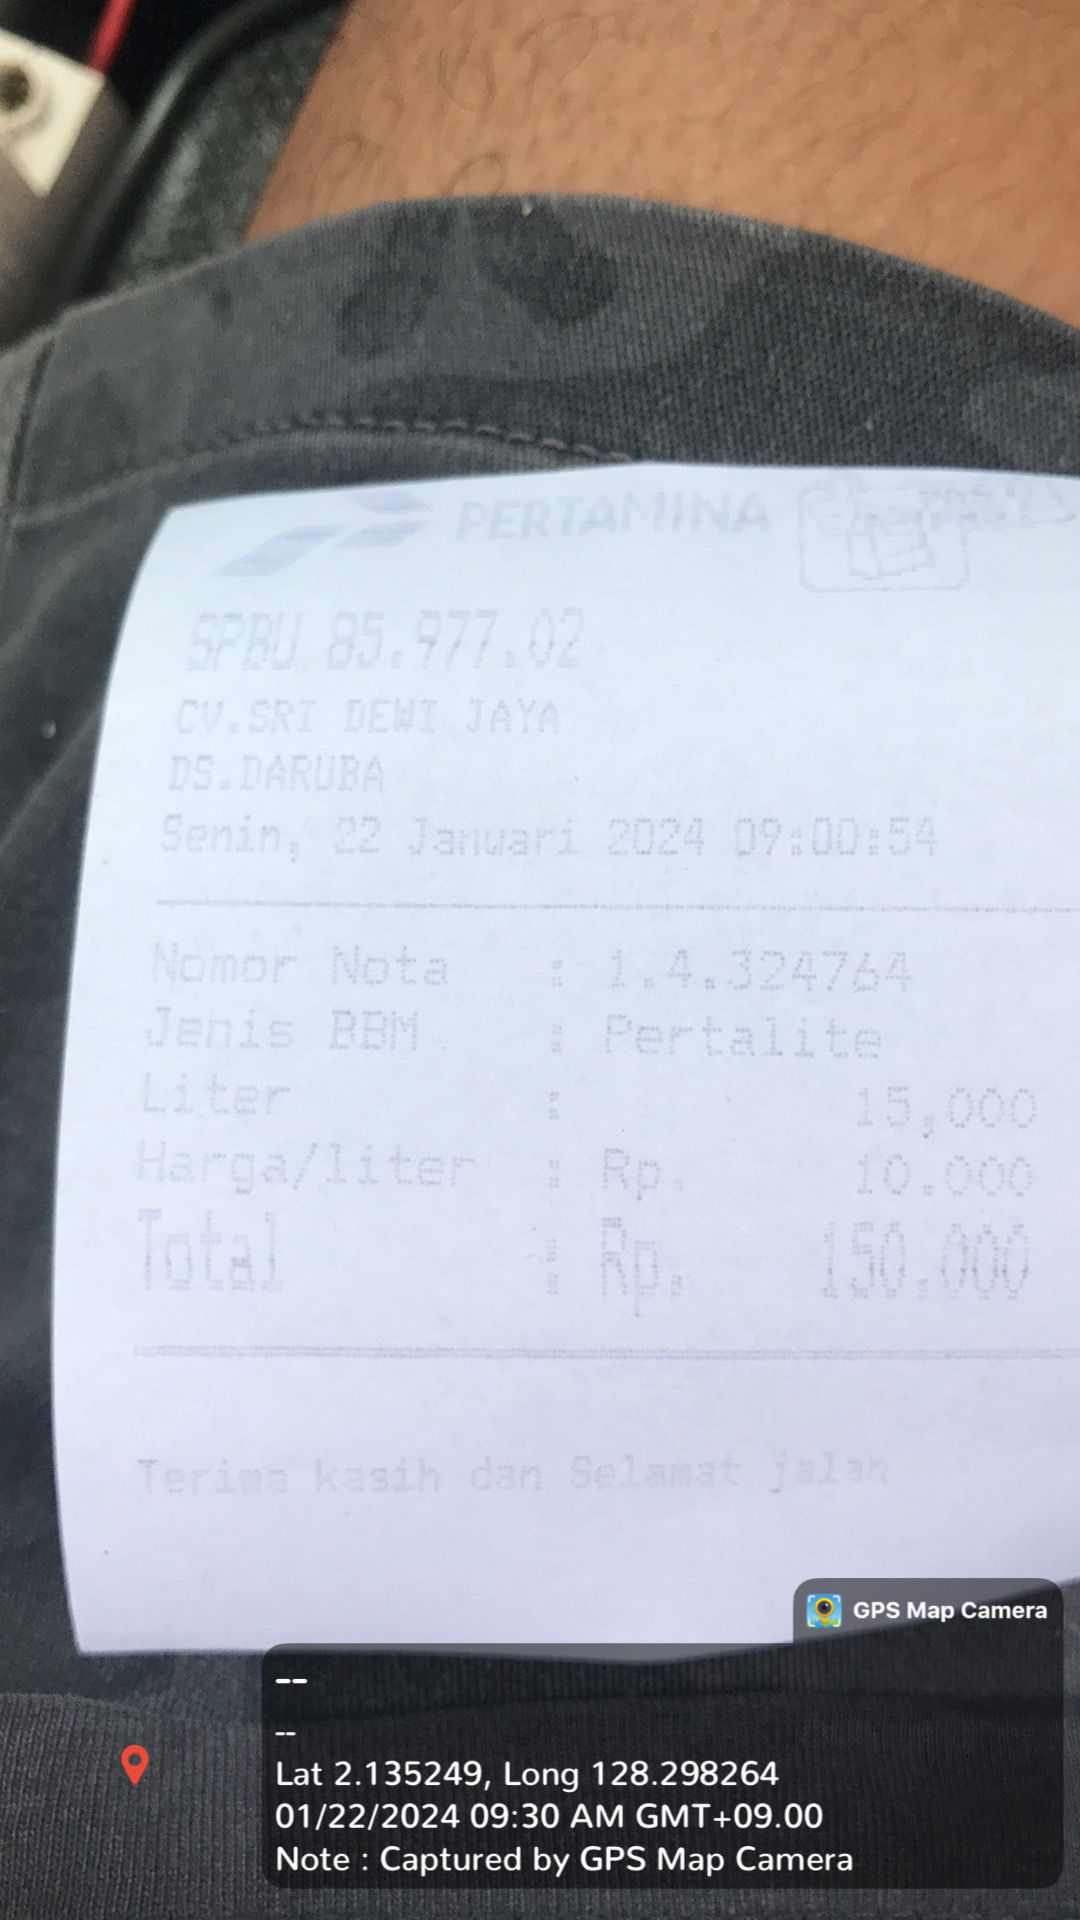 PERTAMINA
SPBU 85.977.02
CV.SRI DEWI JAYA
DS.DARUBA
Senin, 22 Januari 2024 09:00:54
Nomor Nota : 1.4.324764
Jenis BBM : Pertalite
Liter : 15,000
Harga/liter : Rp. 10.000
Total : Rp. 150.000
Terima kasih dan Selamat jalan
GPS Map Camera
--
--
Lat 2.135249, Long 128.298264
01/22/2024 09:30 AM GMT+09.00
Note : Captured by GPS Map Camera